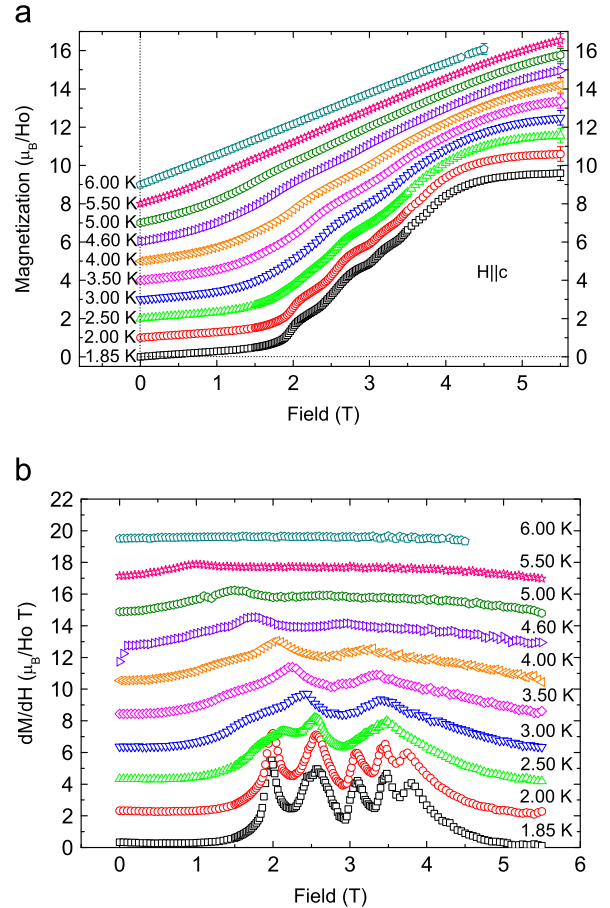 a
16
14
12
10
8
6
4
2
0
Magnetization (μB/Ho)
6.00 K
5.50 K
5.00 K
4.60 K
4.00 K
3.50 K
3.00 K
2.50 K
2.00 K
1.85 K
H||c
16
14
12
10
8
6
4
2
0
0 1 2 3 4 5
Field (T)
b
22
20
18
16
14
12
10
8
6
4
2
0
dM/dH (μB/Ho T)
6.00 K
5.50 K
5.00 K
4.60 K
4.00 K
3.50 K
3.00 K
2.50 K
2.00 K
1.85 K
0 1 2 3 4 5 6
Field (T)